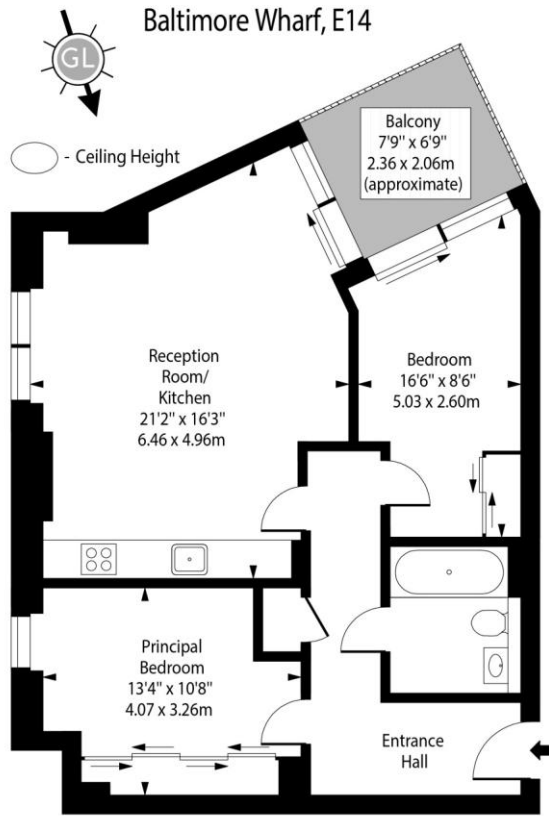 Baltimore Wharf, E14
GL
- Ceiling Height
Balcony
7'9" x 6'9"
2.36 x 2.06m
(approximate)
Reception
Room/
Kitchen
21'2" x 16'3"
6.46 x 4.96m
Bedroom
16'6" x 8'6"
5.03 x 2.60m
Principal
Bedroom
13'4" x 10'8"
4.07 x 3.26m
Entrance
Hall